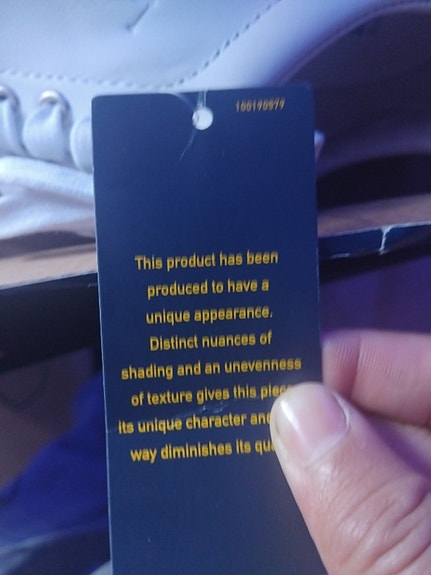 100190579
This product has been
produced to have a
unique appearance.
Distinct nuances of
shading and an unevenness
of texture gives this
its unique character
way diminishes its